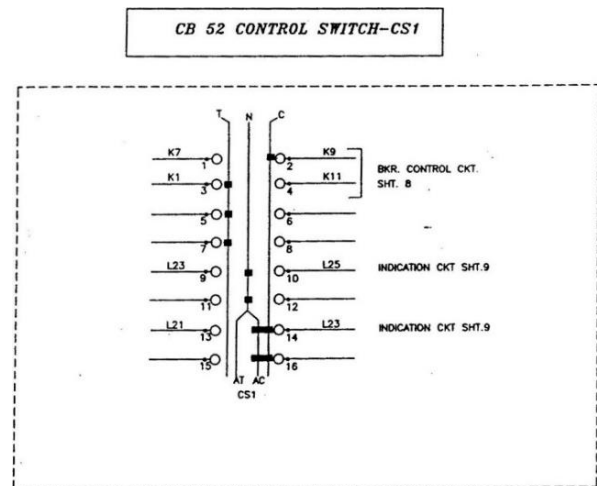 CB 52 CONTROL SWITCH-CS1
T N C
K7 1 2 K9
BKR. CONTROL CKT.
K1 3 4 K11
SHT. 8
5 6
7 8
L23 9 10 L25 INDICATION CKT SHT.9
11 12
L21 13 14 L23 INDICATION CKT SHT.9
15 16
AT AC
CS1